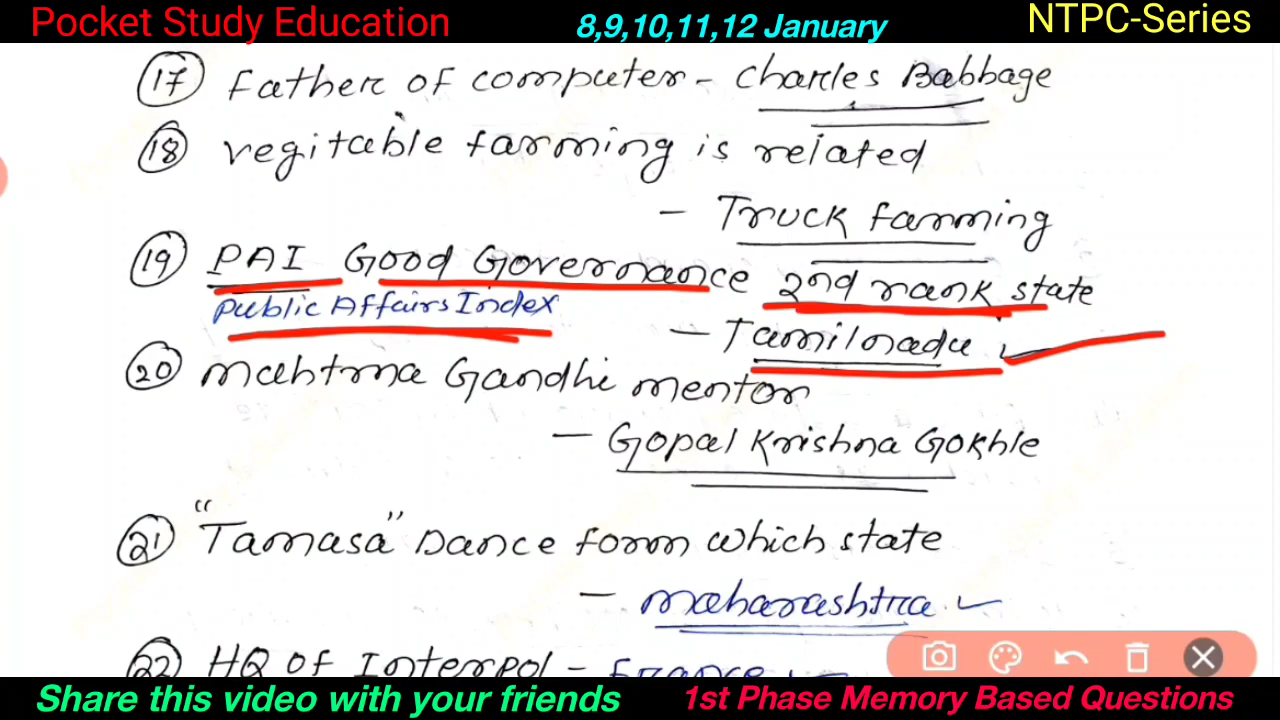 Pocket Study Education
8,9,10,11,12 January
NTPC-Series
17 Father of computer - Charles Babbage
18 vegitable farming is related
- Truck farming
19 PAI Good Governance 2nd rank state
Public Affairs Index
- Tamilnadu ✓
20 mahtma Gandhi mentor
- Gopal Krishna Gokhle
21 "Tamasa" Dance form which state
- maharashtra ✓
22 HQ OF Interpol - France ✓
Share this video with your friends
1st Phase Memory Based Questions